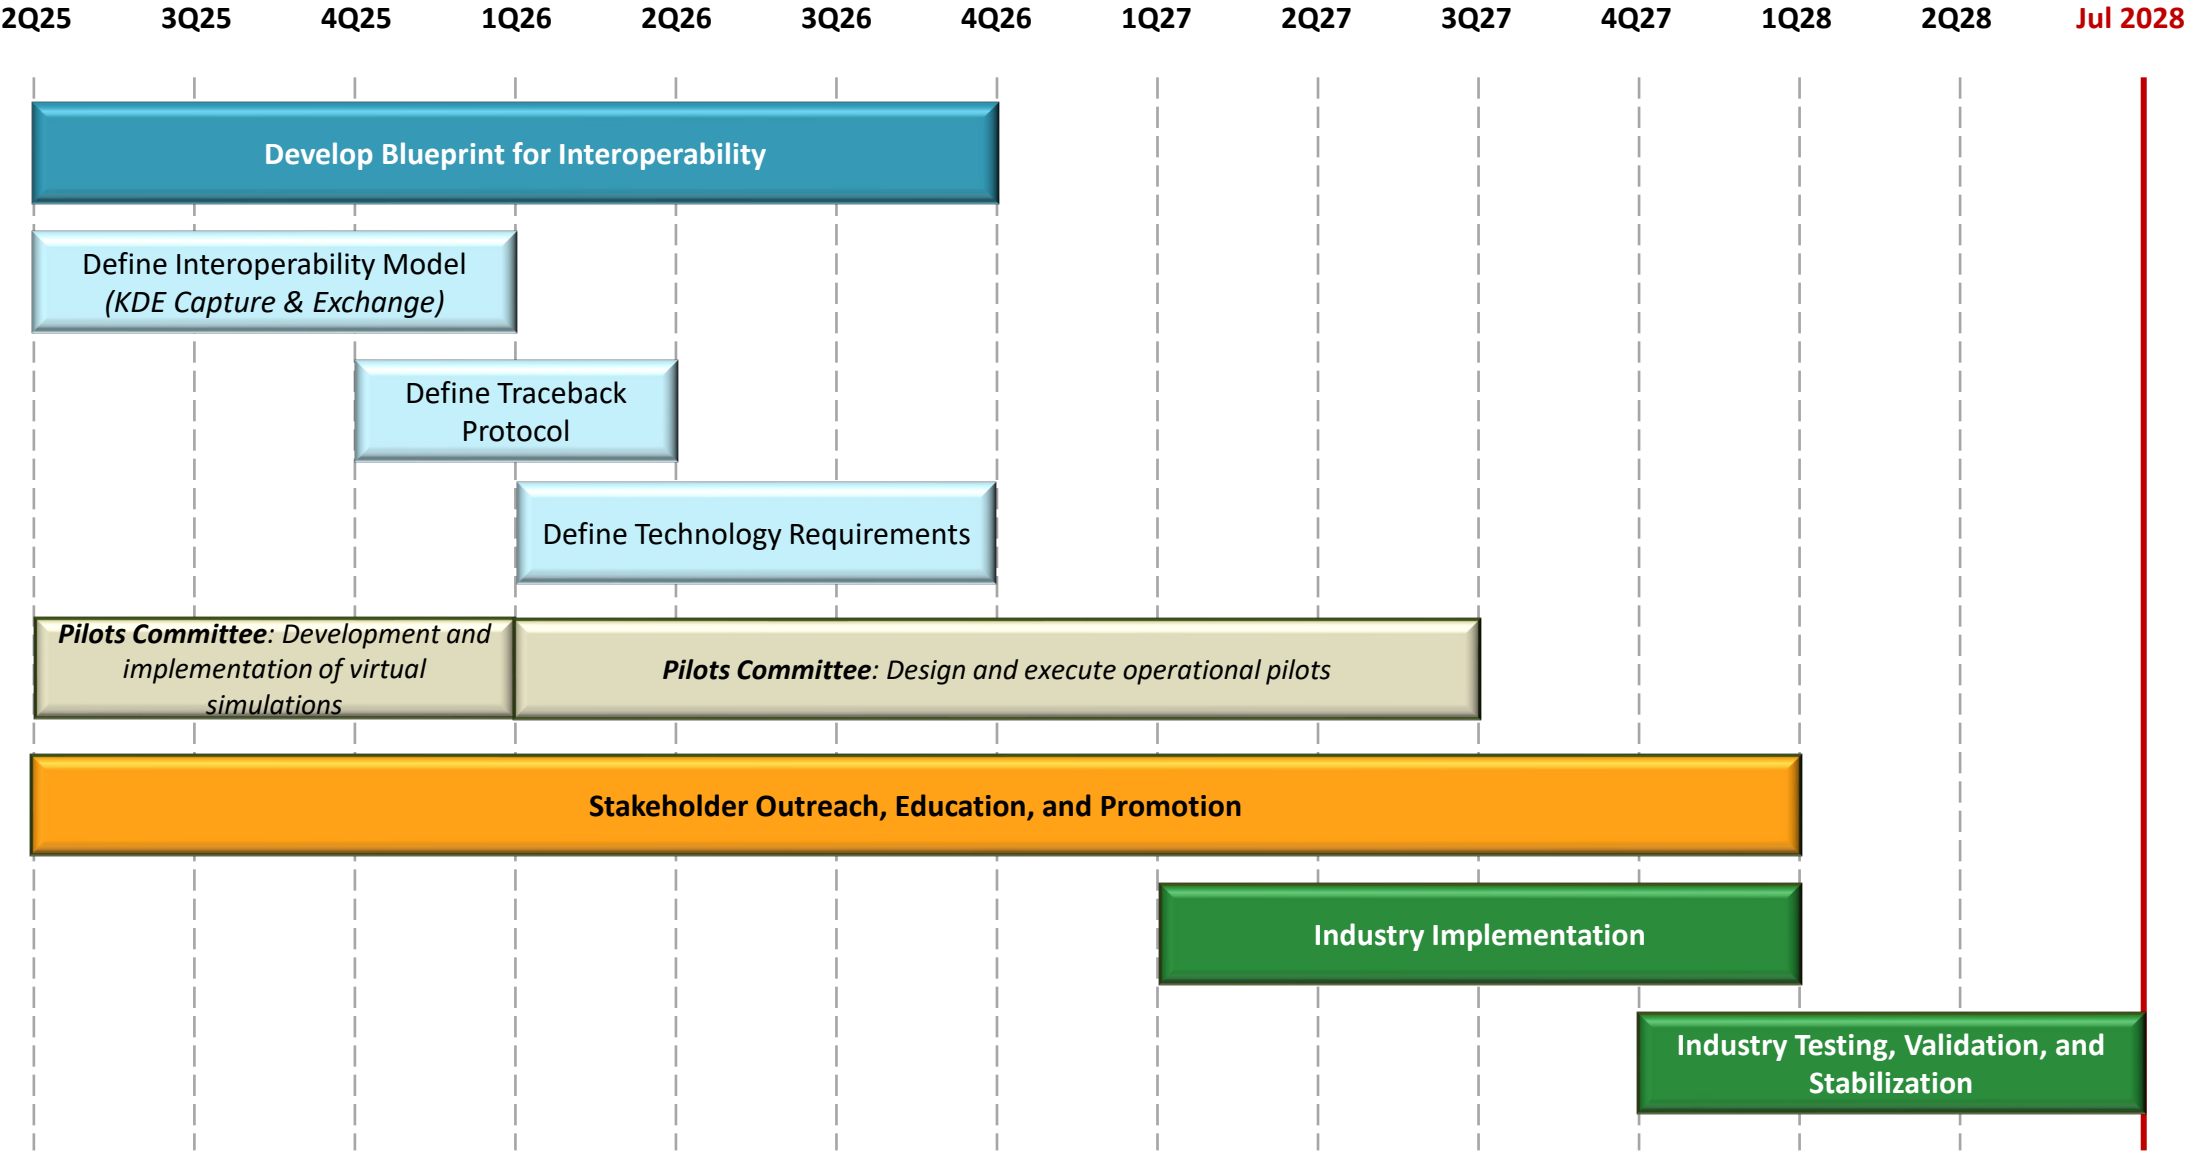 2Q25 3Q25 4Q25 1Q26 2Q26 3Q26 4Q26 1Q27 2Q27 3Q27 4Q27 1Q28 2Q28 Jul 2028
Develop Blueprint for Interoperability
Define Interoperability Model
(KDE Capture & Exchange)
Define Traceback
Protocol
Define Technology Requirements
Pilots Committee: Development and
implementation of virtual
simulations
Pilots Committee: Design and execute operational pilots
Stakeholder Outreach, Education, and Promotion
Industry Implementation
Industry Testing, Validation, and
Stabilization